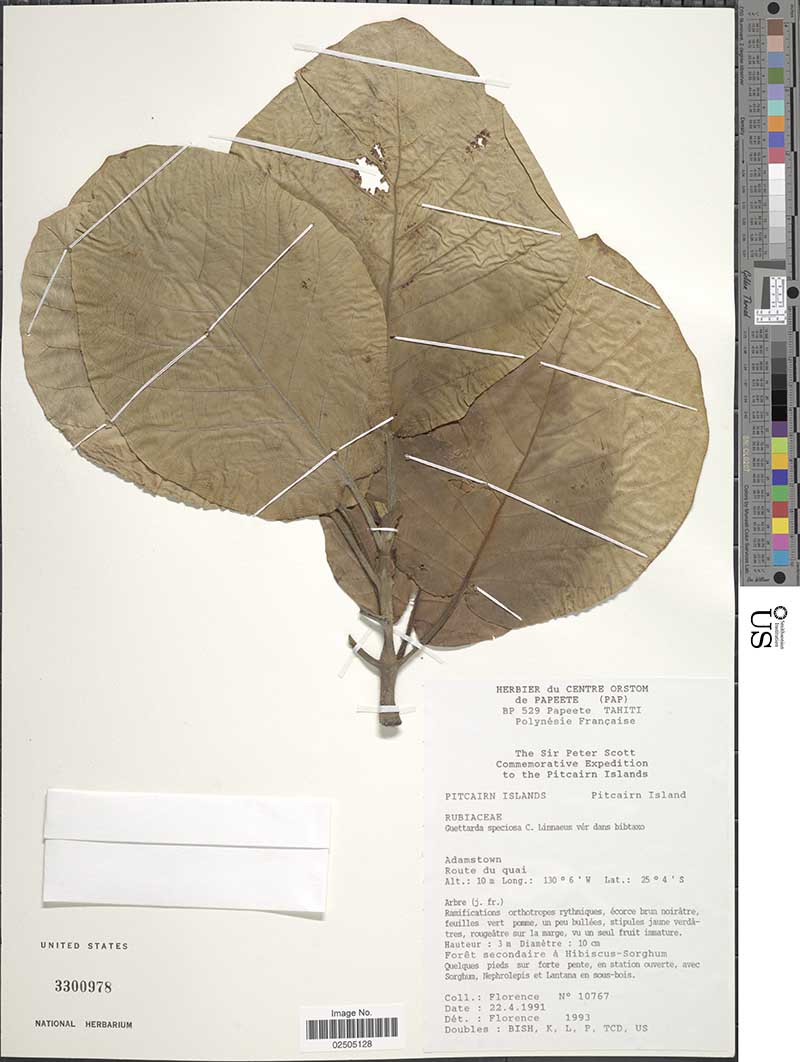 HERBIER du CENTRE ORSTOM
de PAPEETE (PAP)
BP 529 Papeete TAHITI
Polynésie Française
The Sir Peter Scott
Commemorative Expedition
to the Pitcairn Islands
PITCAIRN ISLANDS Pitcairn Island
RUBIACEAE
Guettarda speciosa C. Linnaeus vér dans bibtaxo
Adamstown
Route du quai
Alt.: 10 m Long.: 130 ° 6 ' W Lat.: 25 ° 4 ' S
Arbre (j. fr.)
Ramifications orthotropes rythmiques, écorce brun noirâtre,
feuilles vert pomme, un peu bullées, stipules jaune verdâ-
tres, rougeâtre sur la marge, vu un seul fruit immature.
Hauteur : 3 m Diamètre : 10 cm
Forêt secondaire à Hibiscus-Sorghum
Quelques pieds sur forte pente, en station ouverte, avec
Sorghum, Nephrolepis et Lantana en sous-bois.
Coll.: Florence N° 10767
Date : 22.4.1991
Dét. : Florence 1993
Doubles : BISH, K, L, P, TCD, US
UNITED STATES
3300978
NATIONAL HERBARIUM
Image No.
02505128
Golden Thread
US
Smithsonian
Institution